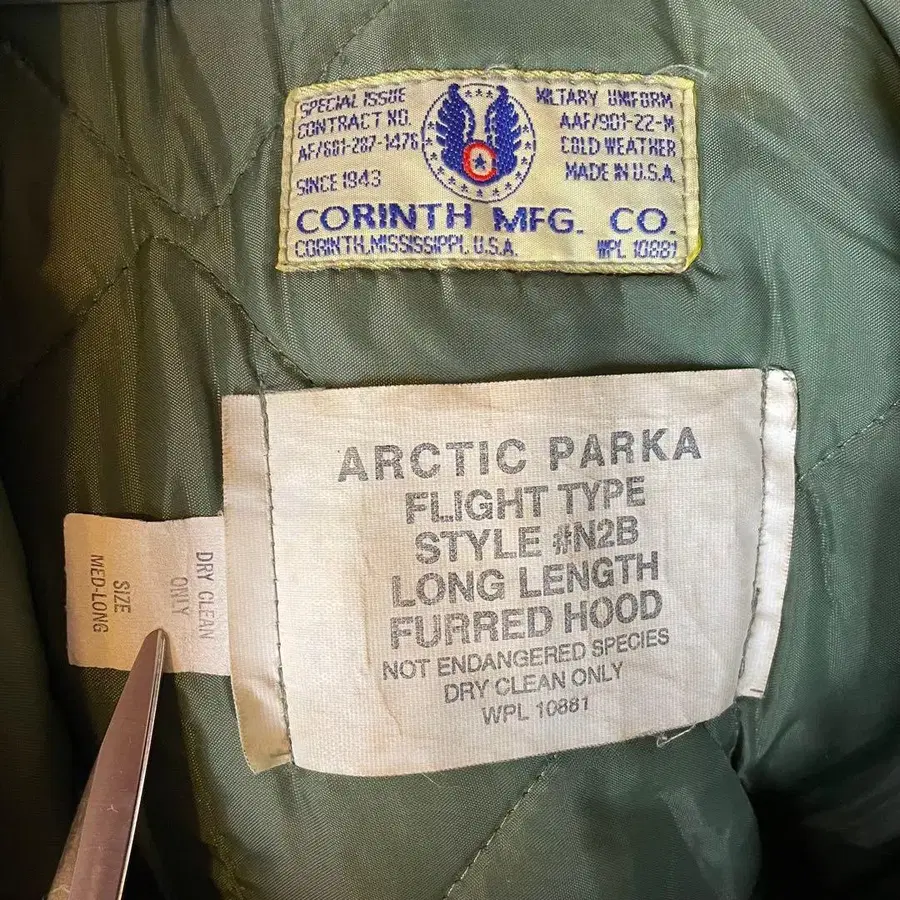 SPECIAL ISSUE
CONTRACT NO.
AF/601-287-1476
SINCE 1943
MILTARY UNIFORM
AAF/901-22-M
COLD WEATHER
MADE IN U.S.A.
CORINTH MFG. CO.
CORINTH, MISSISSIPPI, U.S.A.
WPL 10881
ARCTIC PARKA
FLIGHT TYPE
STYLE #N2B
LONG LENGTH
FURRED HOOD
NOT ENDANGERED SPECIES
DRY CLEAN ONLY
WPL 10881
DRY CLEAN
ONLY
SIZE
MED-LONG